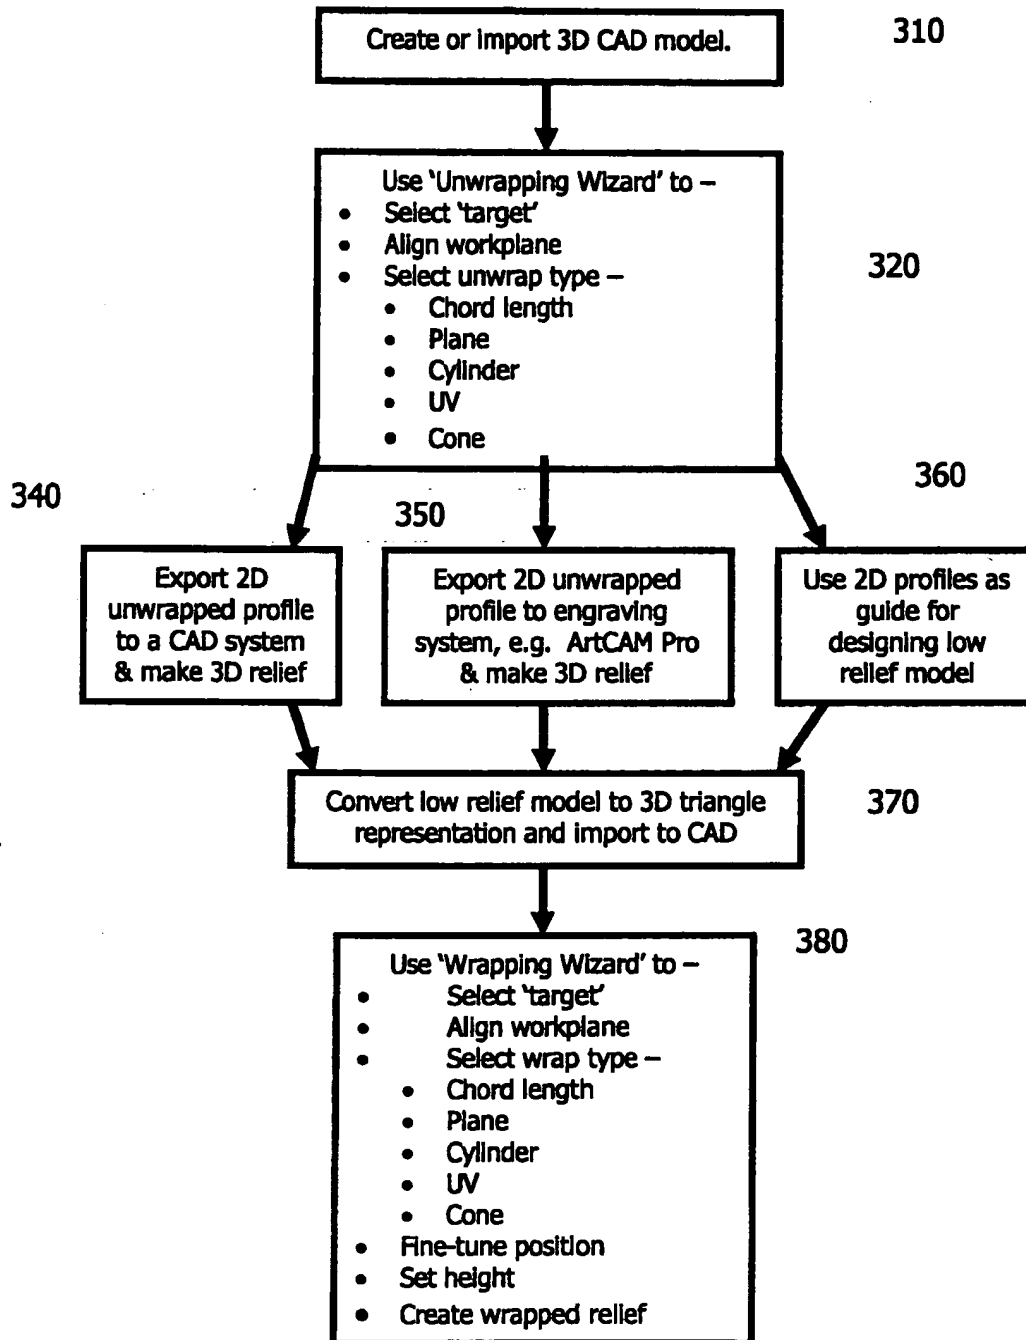 Create or import 3D CAD model.
310
Use 'Unwrapping Wizard' to –
• Select 'target'
• Align workplane
• Select unwrap type –
• Chord length
• Plane
• Cylinder
• UV
• Cone
320
340
350
360
Export 2D
unwrapped profile
to a CAD system
& make 3D relief
Export 2D unwrapped
profile to engraving
system, e.g. ArtCAM Pro
& make 3D relief
Use 2D profiles as
guide for
designing low
relief model
Convert low relief model to 3D triangle
representation and import to CAD
370
380
Use 'Wrapping Wizard' to –
• Select 'target'
• Align workplane
• Select wrap type –
• Chord length
• Plane
• Cylinder
• UV
• Cone
• Fine-tune position
• Set height
• Create wrapped relief